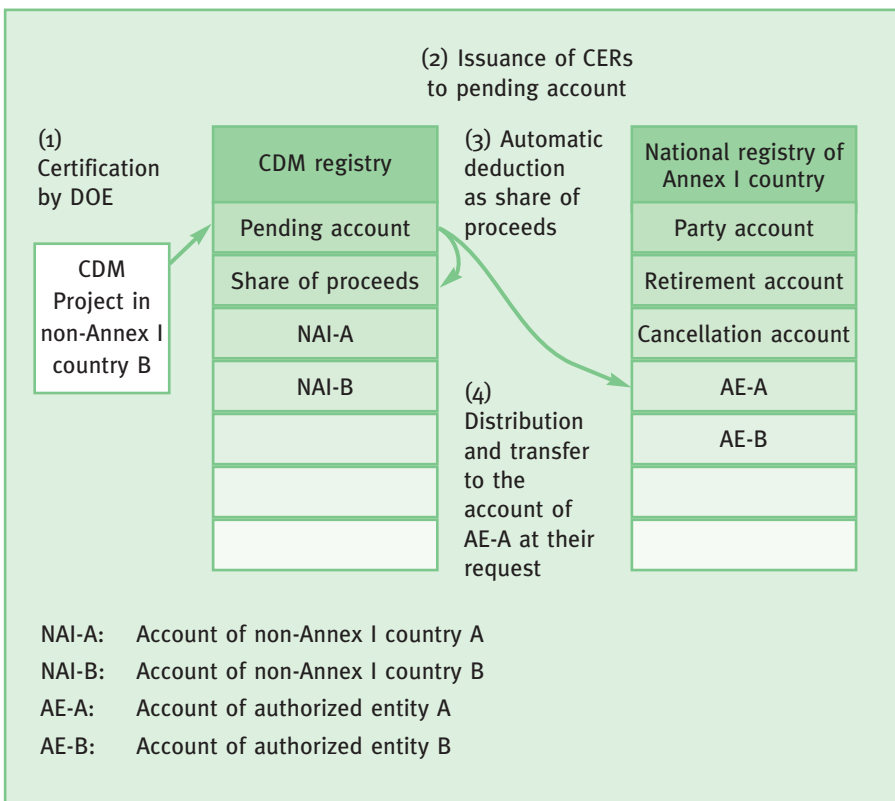 (2) Issuance of CERs
to pending account
(1)
Certification
by DOE
CDM
Project in
non-Annex I
country B
CDM registry
Pending account
Share of proceeds
NAI-A
NAI-B
(3) Automatic
deduction
as share of
proceeds
(4)
Distribution
and transfer
to the
account of
AE-A at their
request
National registry of
Annex I country
Party account
Retirement account
Cancellation account
AE-A
AE-B
NAI-A: Account of non-Annex I country A
NAI-B: Account of non-Annex I country B
AE-A: Account of authorized entity A
AE-B: Account of authorized entity B